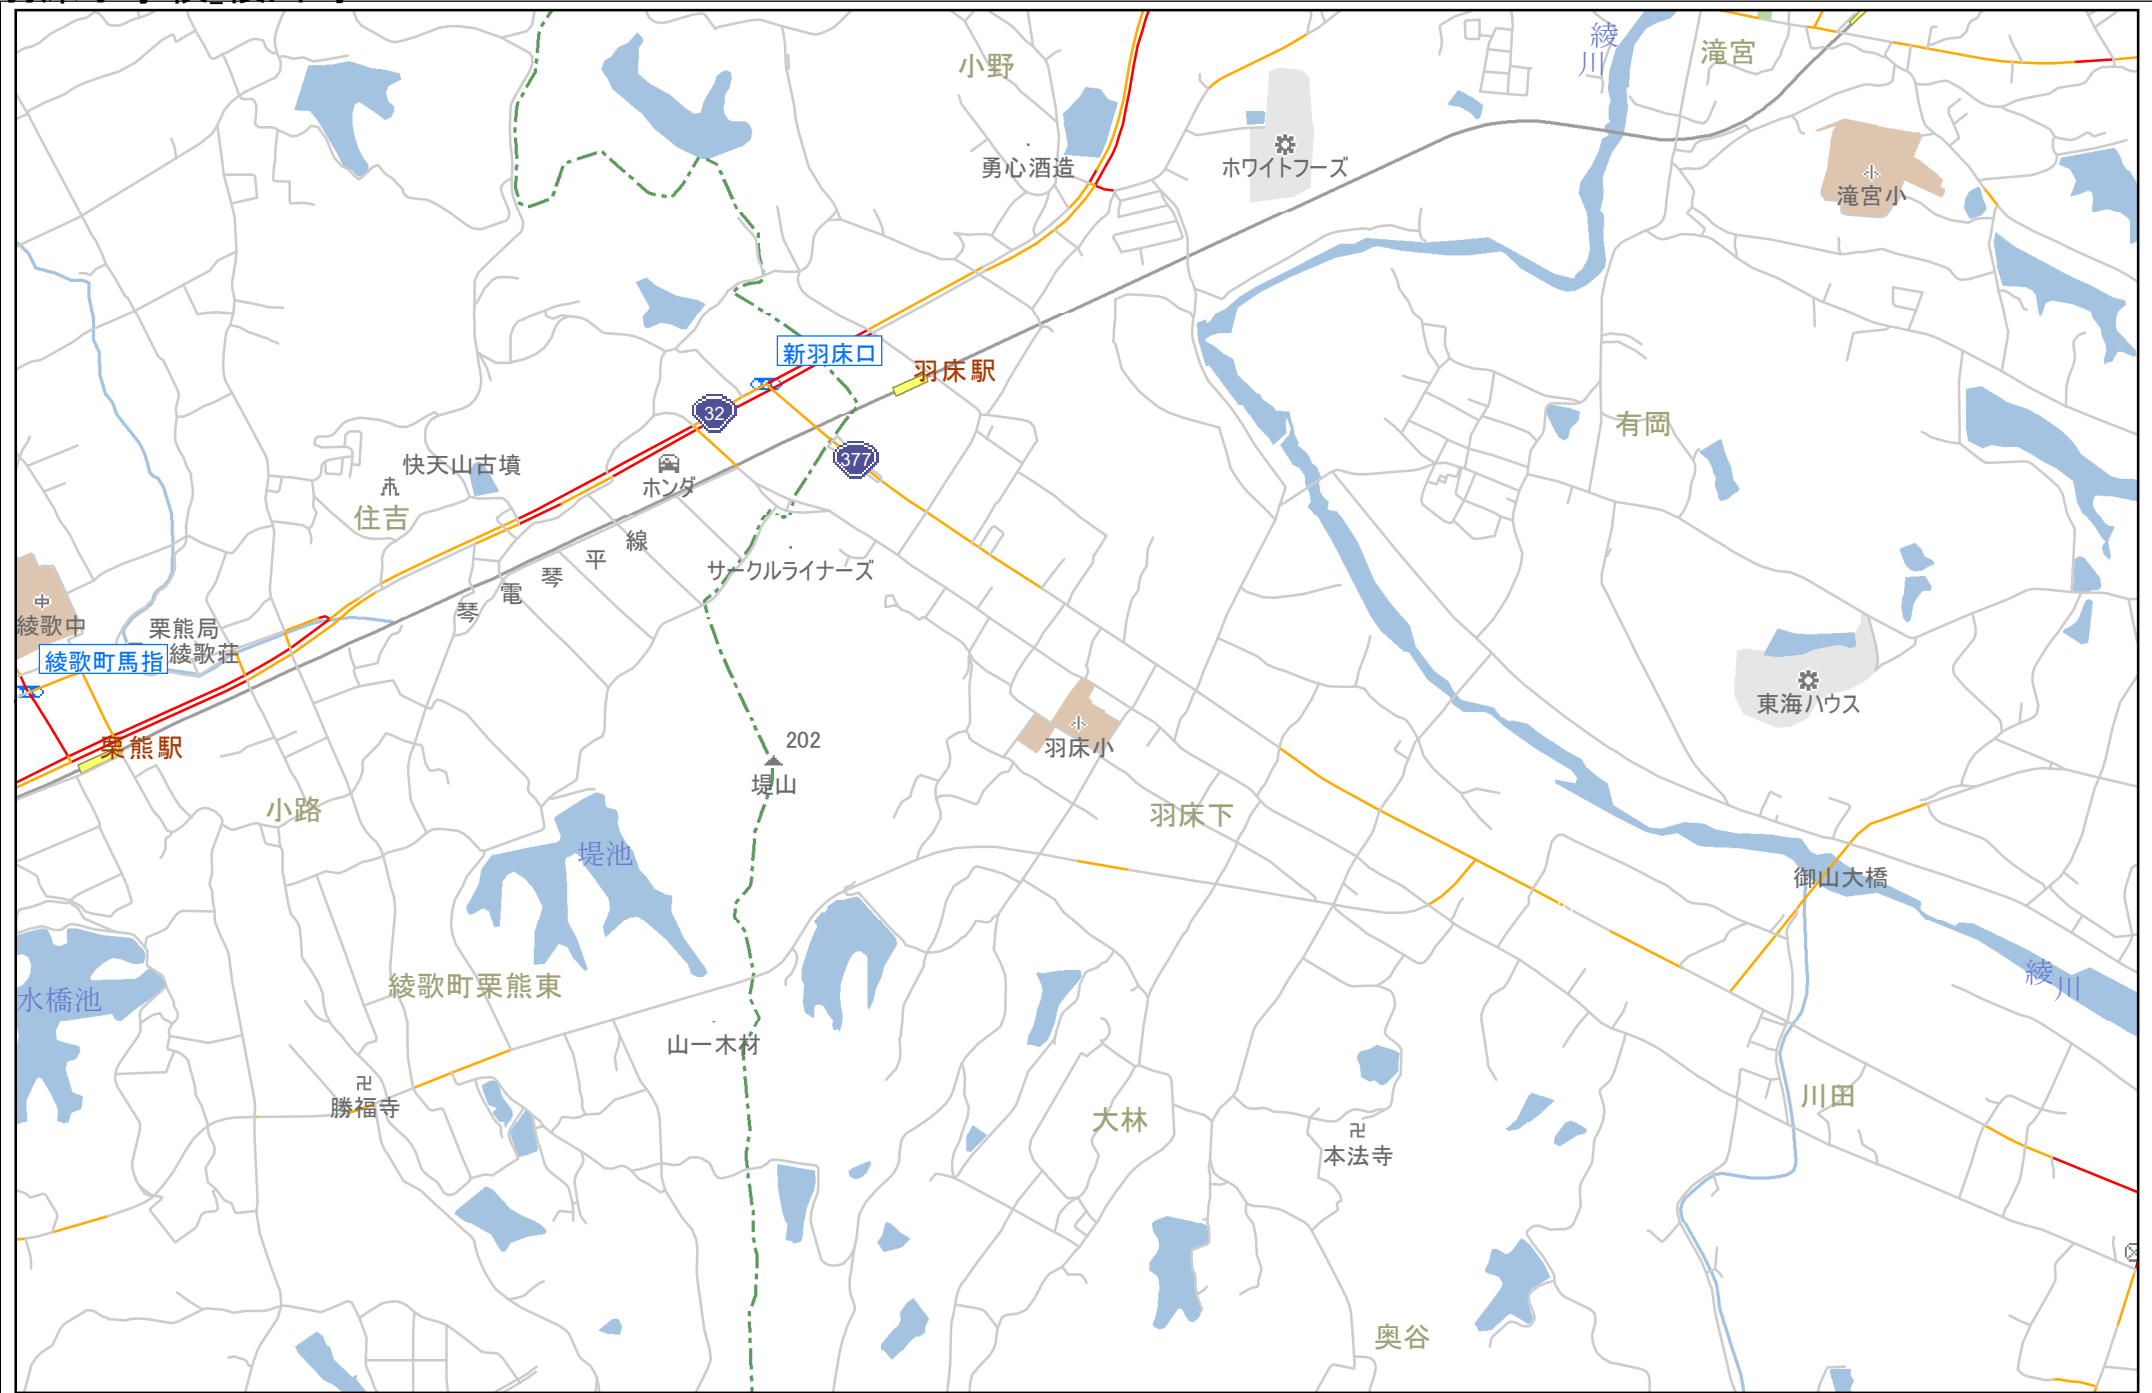 小野
綾川
滝宮
勇心酒造
ホワイトフーズ
小
滝宮小
新羽床口
羽床駅
32
377
有岡
快天山古墳
住吉
ホンダ
琴電琴平線
サークルライナーズ
中
綾歌中
栗熊局
綾歌荘
綾歌町馬指
栗熊駅
東海ハウス
小
羽床小
202
堤山
小路
羽床下
堤池
御山大橋
綾歌町栗熊東
水橋池
綾川
山一木材
卍
勝福寺
大林
川田
卍
本法寺
奥谷